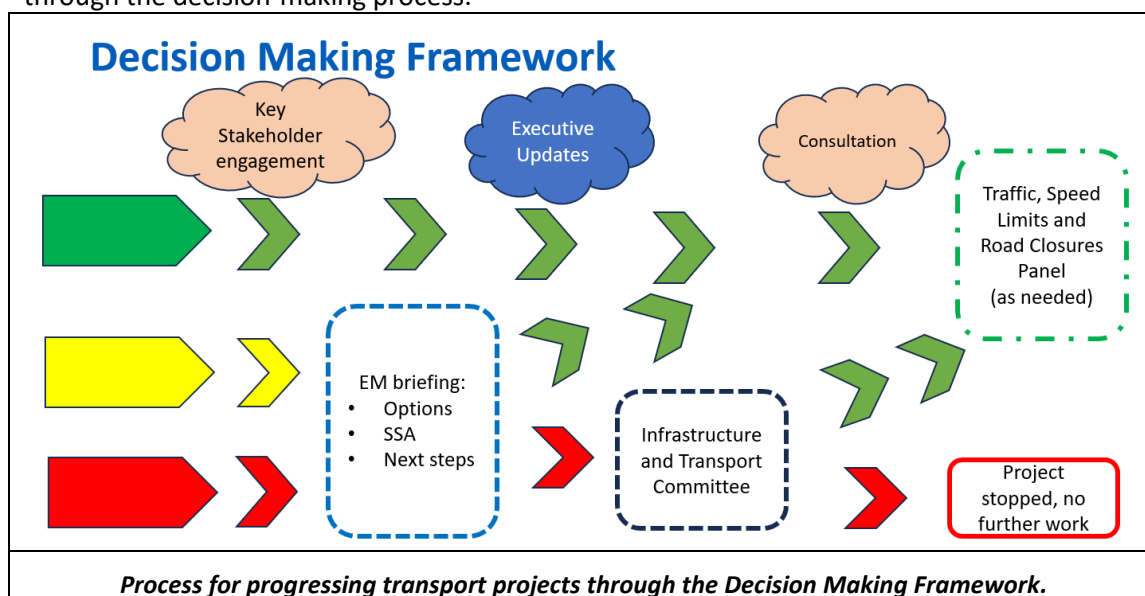 through the decision-making process.
Decision Making Framework
Key
Stakeholder
engagement
Executive
Updates
Consultation
Traffic, Speed
Limits and
Road Closures
Panel
(as needed)
EM briefing:
• Options
• SSA
• Next steps
Infrastructure
and Transport
Committee
Project
stopped, no
further work
Process for progressing transport projects through the Decision Making Framework.